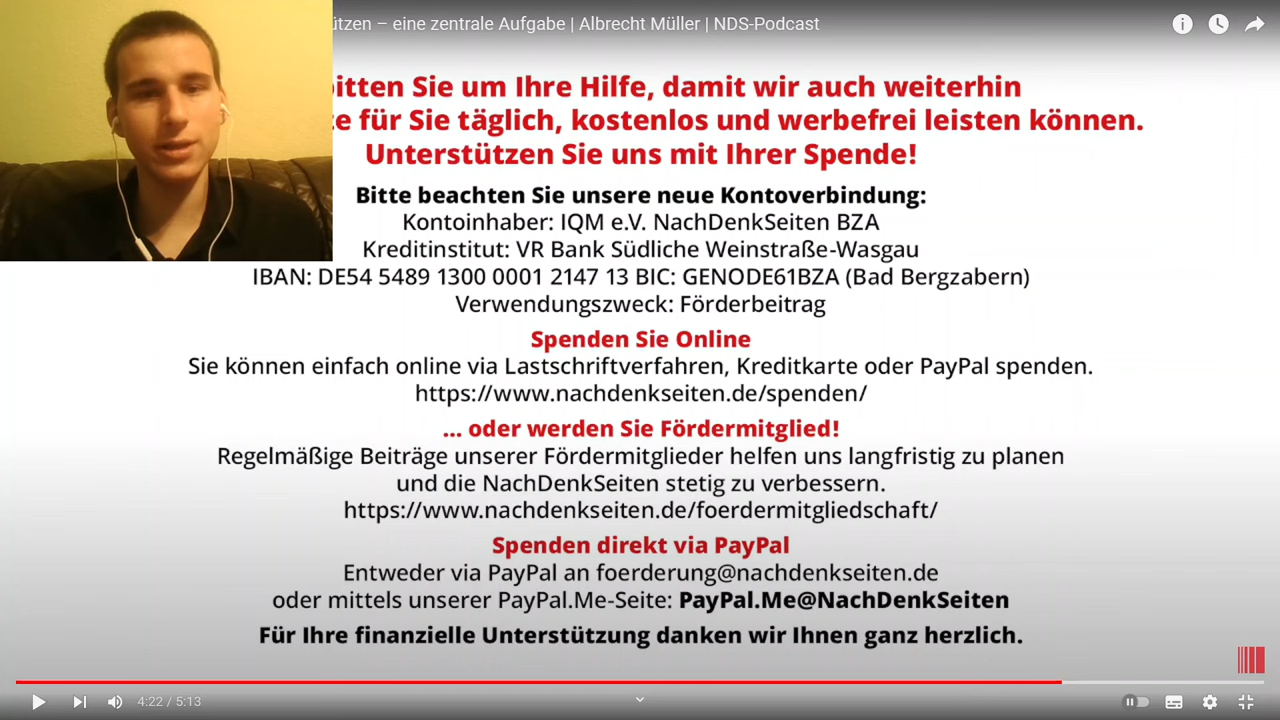 ützen – eine zentrale Aufgabe | Albrecht Müller | NDS-Podcast
bitten Sie um Ihre Hilfe, damit wir auch weiterhin
te für Sie täglich, kostenlos und werbefrei leisten können.
Unterstützen Sie uns mit Ihrer Spende!
Bitte beachten Sie unsere neue Kontoverbindung:
Kontoinhaber: IQM e.V. NachDenkSeiten BZA
Kreditinstitut: VR Bank Südliche Weinstraße-Wasgau
IBAN: DE54 5489 1300 0001 2147 13 BIC: GENODE61BZA (Bad Bergzabern)
Verwendungszweck: Förderbeitrag
Spenden Sie Online
Sie können einfach online via Lastschriftverfahren, Kreditkarte oder PayPal spenden.
https://www.nachdenkseiten.de/spenden/
... oder werden Sie Fördermitglied!
Regelmäßige Beiträge unserer Fördermitglieder helfen uns langfristig zu planen
und die NachDenkSeiten stetig zu verbessern.
https://www.nachdenkseiten.de/foerdermitgliedschaft/
Spenden direkt via PayPal
Entweder via PayPal an foerderung@nachdenkseiten.de
oder mittels unserer PayPal.Me-Seite: PayPal.Me@NachDenkSeiten
Für Ihre finanzielle Unterstützung danken wir Ihnen ganz herzlich.
4:22 / 5:13